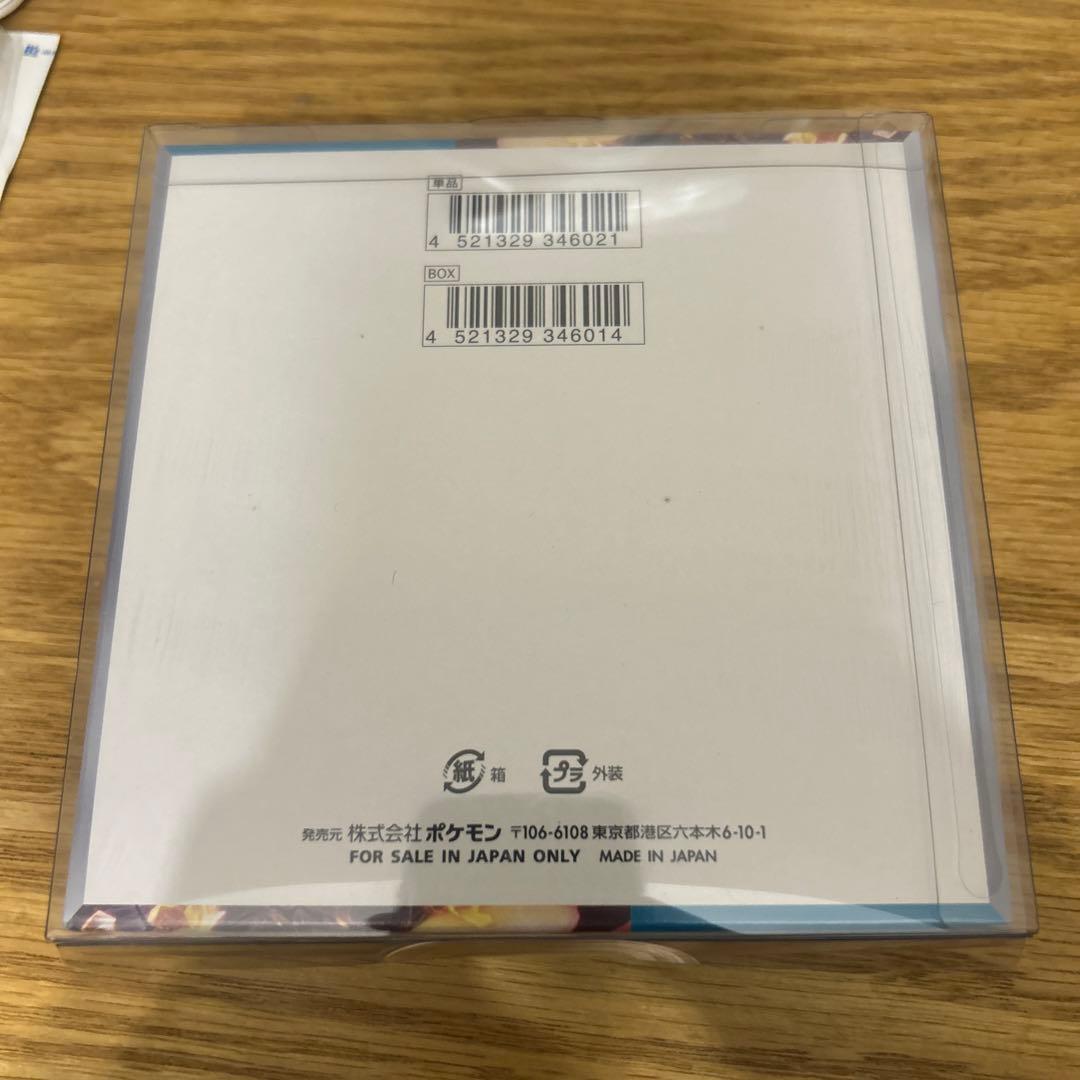 単品
4 521329 346021
BOX
4 521329 346014
紙 箱 プラ 外装
発売元 株式会社 ポケモン 〒106-6108 東京都港区六本木6-10-1
FOR SALE IN JAPAN ONLY MADE IN JAPAN